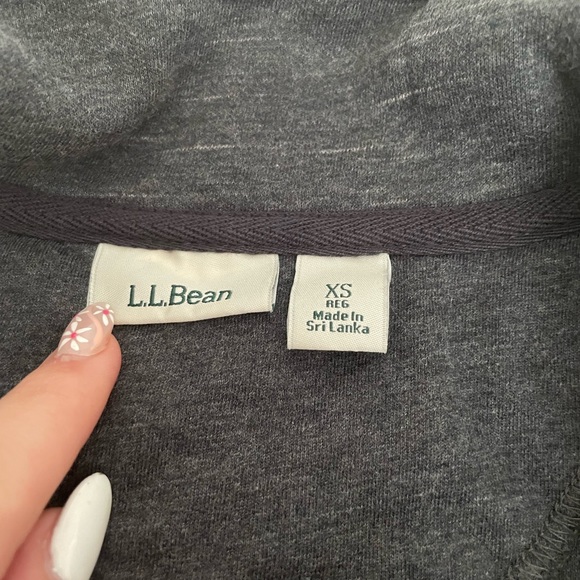 L.L.Bean
XS
REG
Made In
Sri Lanka